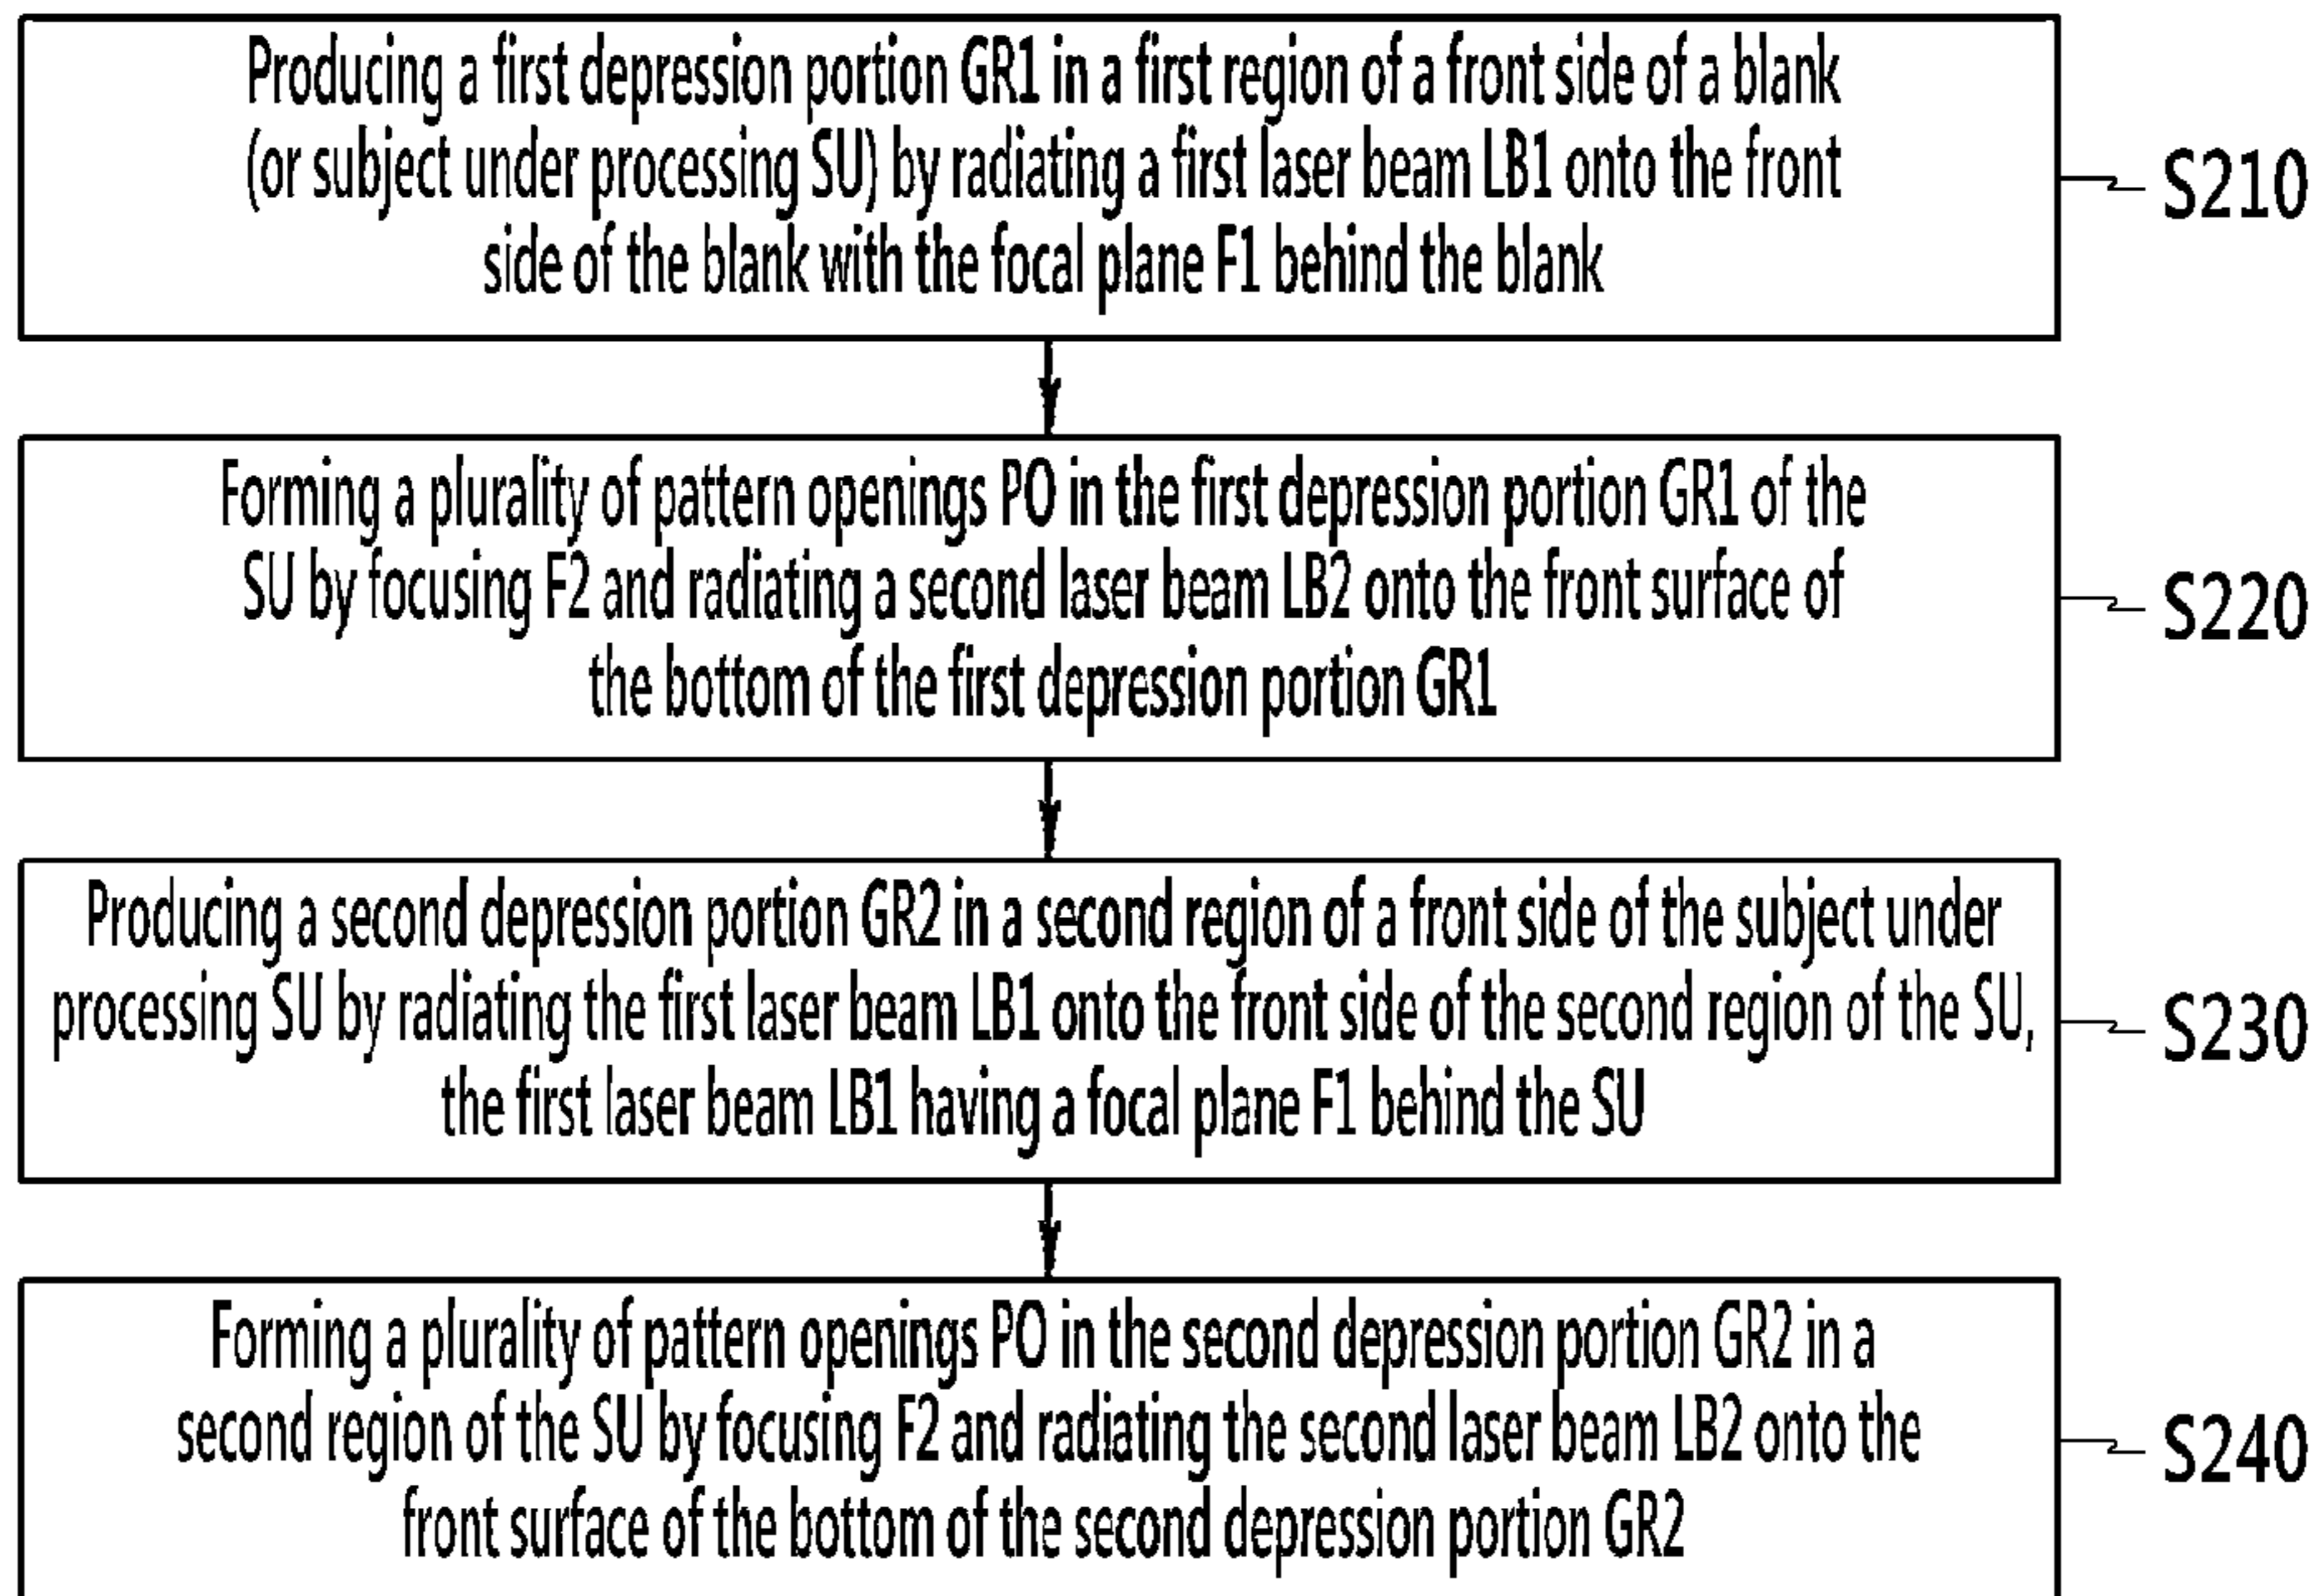 Producing a first depression portion GR1 in a first region of a front side of a blank
(or subject under processing SU) by radiating a first laser beam LB1 onto the front
side of the blank with the focal plane F1 behind the blank
S210
Forming a plurality of pattern openings PO in the first depression portion GR1 of the
SU by focusing F2 and radiating a second laser beam LB2 onto the front surface of
the bottom of the first depression portion GR1
S220
Producing a second depression portion GR2 in a second region of a front side of the subject under
processing SU by radiating the first laser beam LB1 onto the front side of the second region of the SU,
the first laser beam LB1 having a focal plane F1 behind the SU
S230
Forming a plurality of pattern openings PO in the second depression portion GR2 in a
second region of the SU by focusing F2 and radiating the second laser beam LB2 onto the
front surface of the bottom of the second depression portion GR2
S240